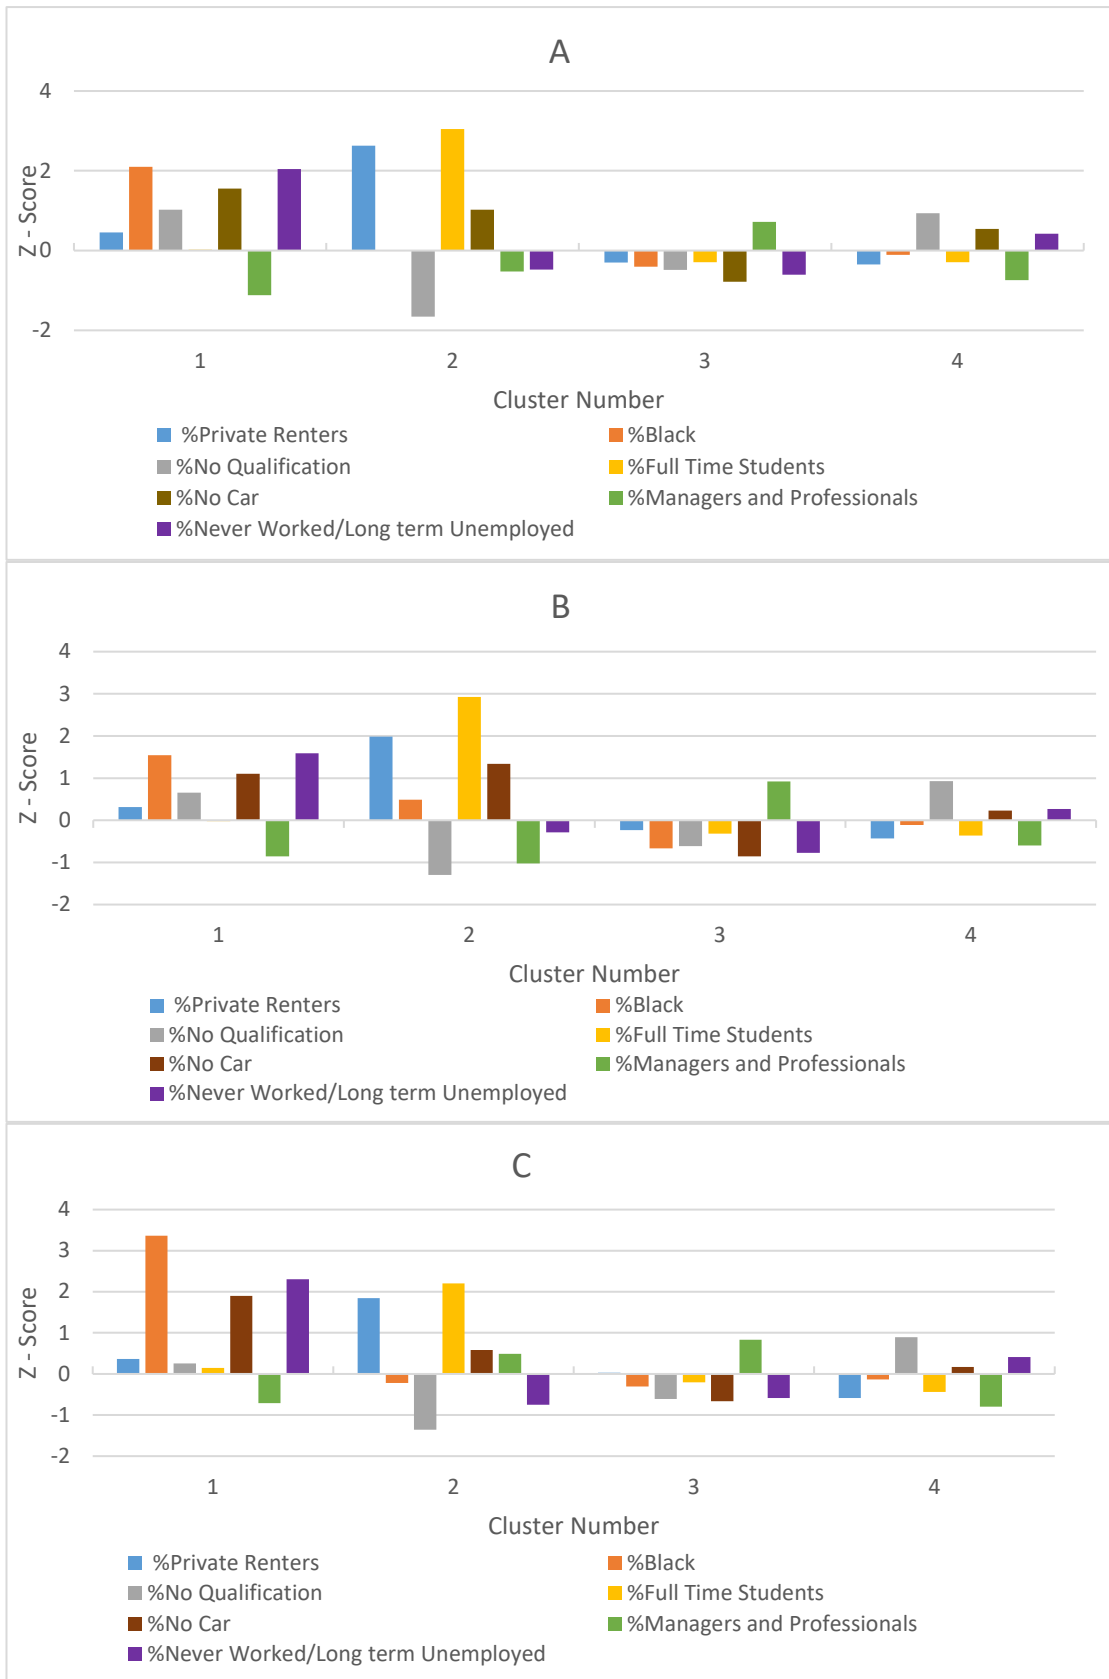 A
4
2
0
-2
Z - Score
1 2 3 4
Cluster Number
%Private Renters %Black
%No Qualification %Full Time Students
%No Car %Managers and Professionals
%Never Worked/Long term Unemployed
B
4
3
2
1
0
-1
-2
Z - Score
1 2 3 4
Cluster Number
%Private Renters %Black
%No Qualification %Full Time Students
%No Car %Managers and Professionals
%Never Worked/Long term Unemployed
C
4
3
2
1
0
-1
-2
Z - Score
1 2 3 4
Cluster Number
%Private Renters %Black
%No Qualification %Full Time Students
%No Car %Managers and Professionals
%Never Worked/Long term Unemployed